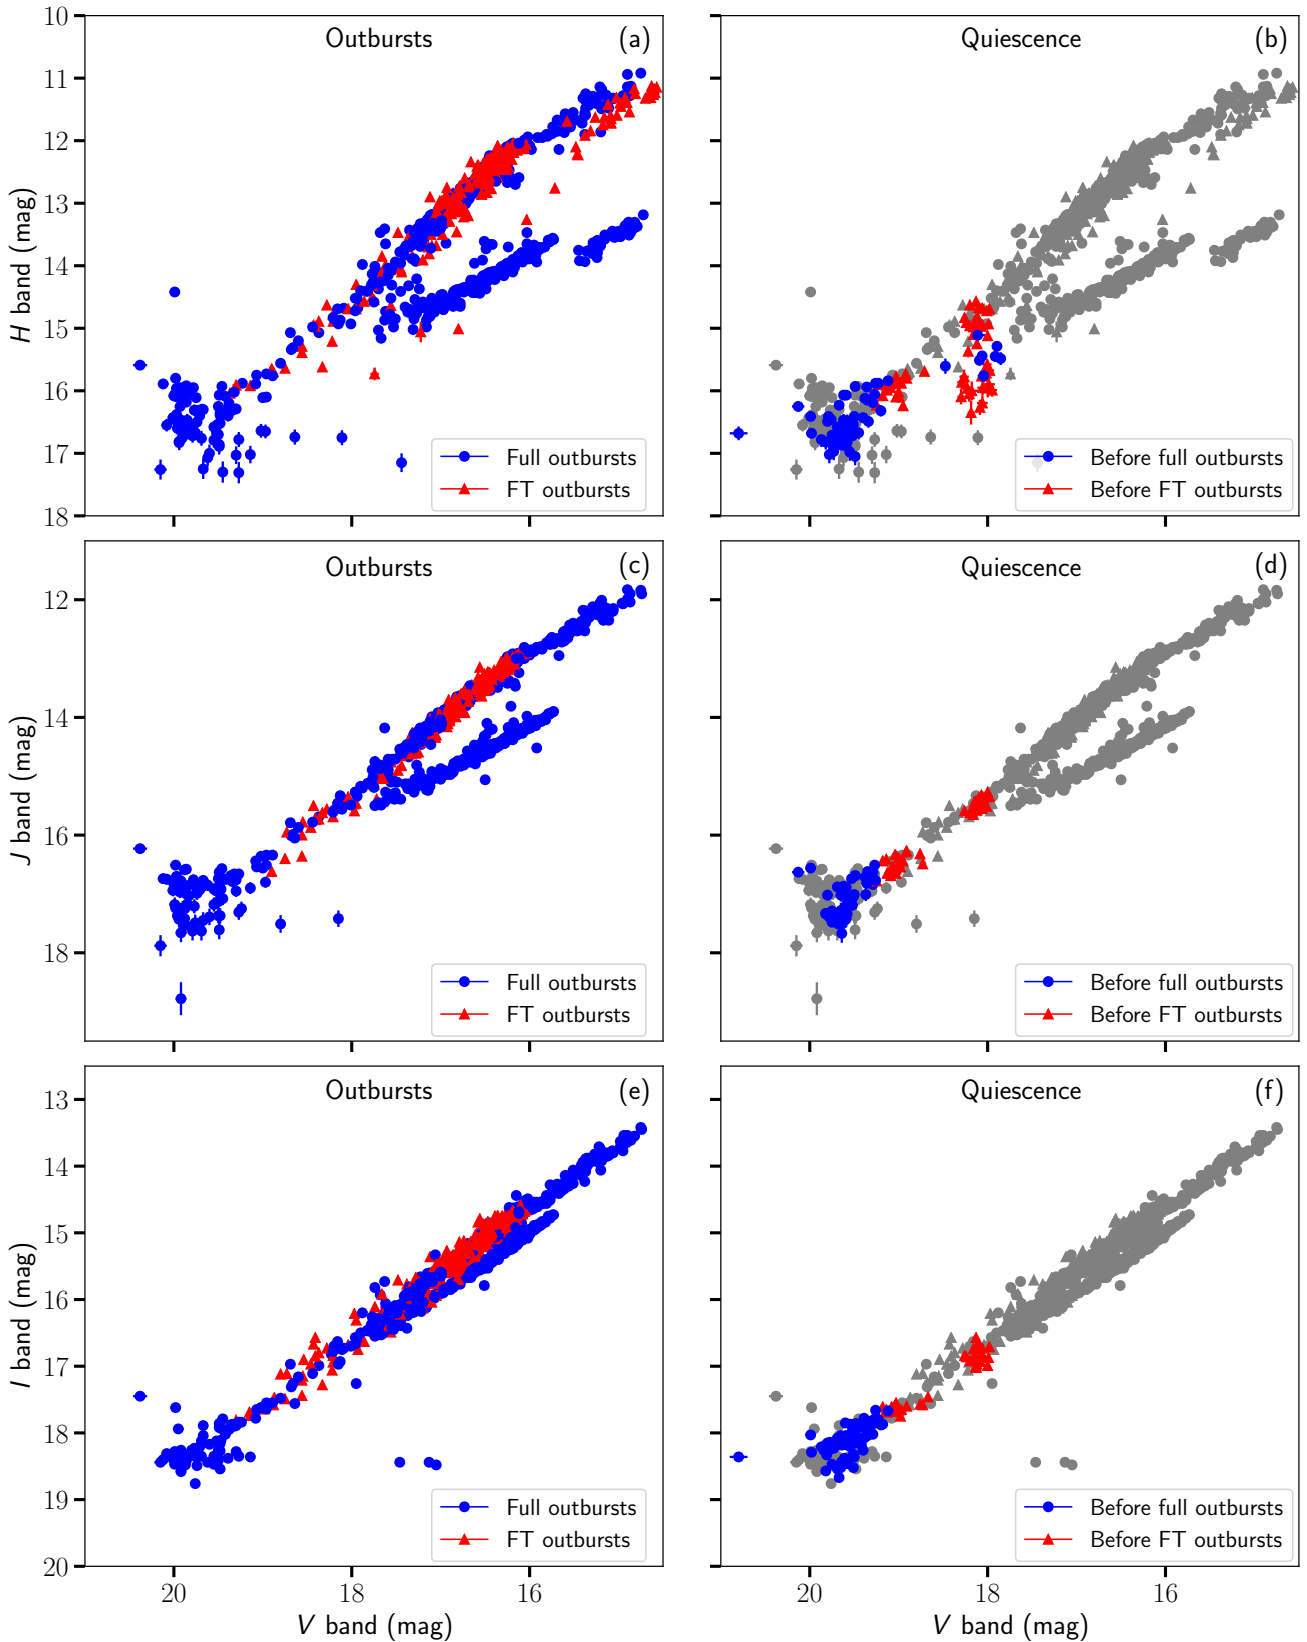 Outbursts
(a)
10
11
12
13
14
15
16
17
18
H band (mag)
Full outbursts
FT outbursts
20
18
16
Quiescence
(b)
Before full outbursts
Before FT outbursts
Outbursts
(c)
12
14
16
18
J band (mag)
Full outbursts
FT outbursts
Quiescence
(d)
Before full outbursts
Before FT outbursts
Outbursts
(e)
13
14
15
16
17
18
19
20
I band (mag)
Full outbursts
FT outbursts
20
18
16
V band (mag)
Quiescence
(f)
Before full outbursts
Before FT outbursts
20
18
16
V band (mag)